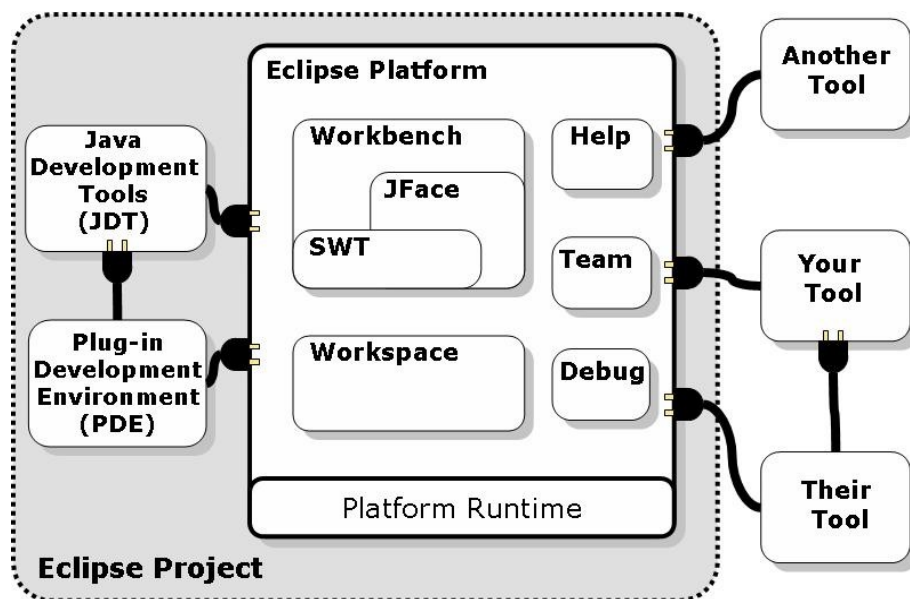 Eclipse Platform
Another
Tool
Workbench
Help
Java
Development
Tools
(JDT)
JFace
SWT
Team
Your
Tool
Plug-in
Development
Environment
(PDE)
Workspace
Debug
Their
Tool
Platform Runtime
Eclipse Project